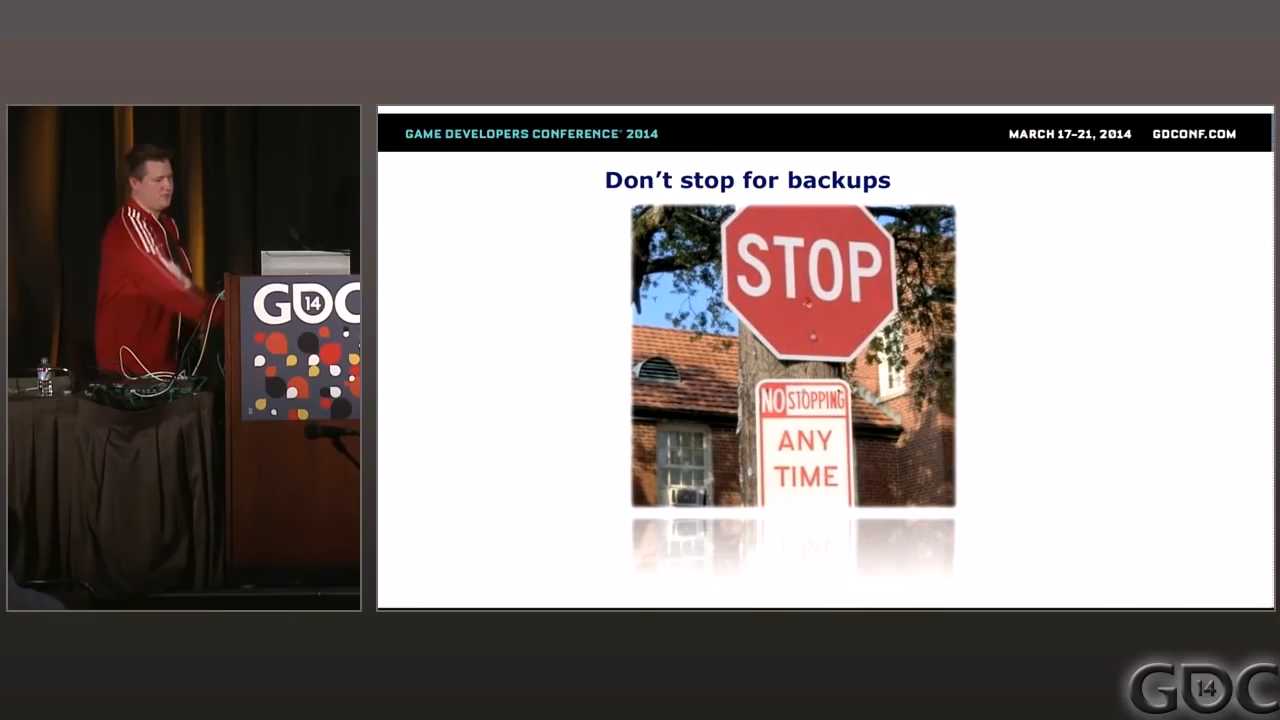 GAME DEVELOPERS CONFERENCE® 2014
MARCH 17-21, 2014 GDCONF.COM
Don't stop for backups
STOP
NO STOPPING
ANY
TIME
GDC
14
GDC
14